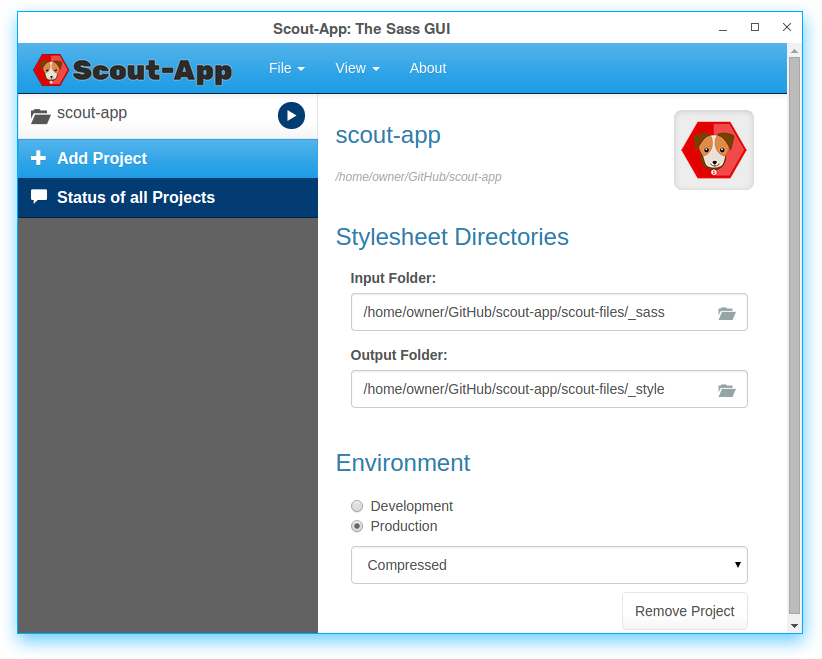 Scout-App: The Sass GUI
Scout-App File View About
scout-app
Add Project
Status of all Projects
scout-app
/home/owner/GitHub/scout-app
Stylesheet Directories
Input Folder:
/home/owner/GitHub/scout-app/scout-files/_sass
Output Folder:
/home/owner/GitHub/scout-app/scout-files/_style
Environment
Development
Production
Compressed
Remove Project